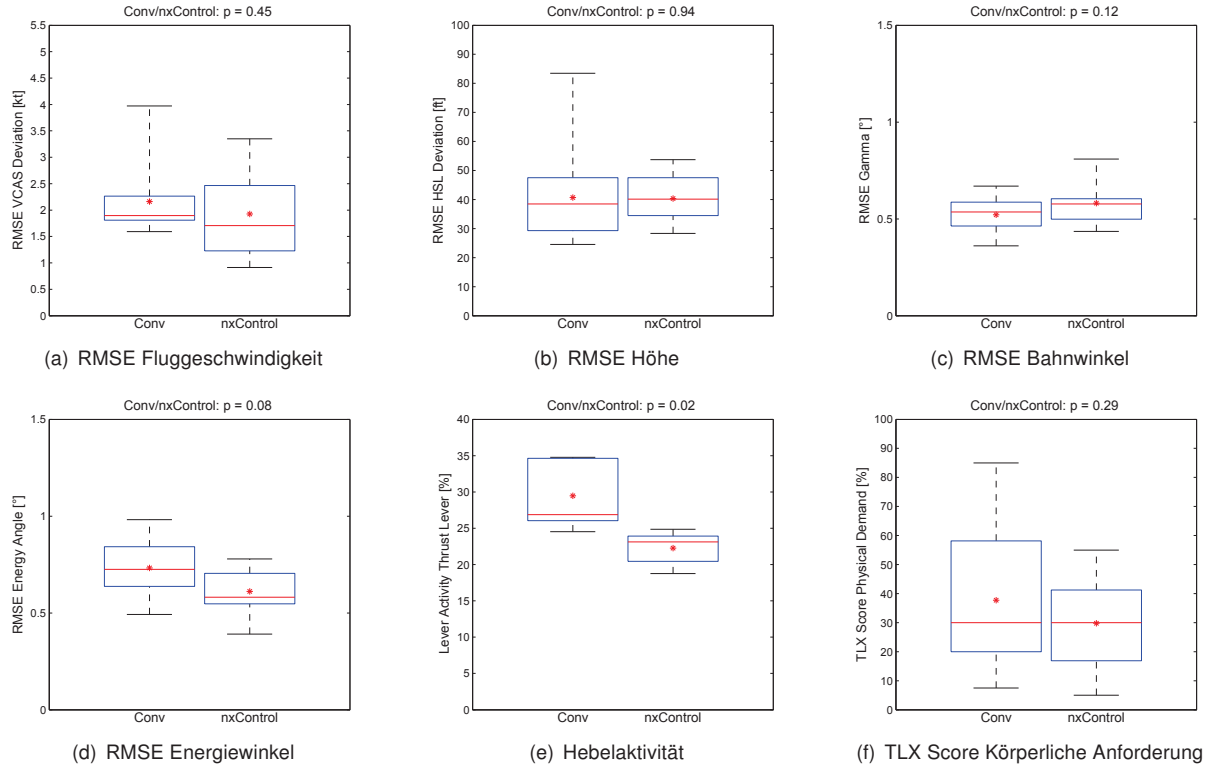 Conv/nxControl: p = 0.45
5.5
5
4.5
4
3.5
3
2.5
2
1.5
1
0.5
0
RMSE VCAS Deviation [kt]
Conv
nxControl
(a) RMSE Fluggeschwindigkeit
Conv/nxControl: p = 0.94
100
90
80
70
60
50
40
30
20
10
0
RMSE HSL Deviation [ft]
Conv
nxControl
(b) RMSE Höhe
Conv/nxControl: p = 0.12
1.5
1
0.5
0
RMSE Gamma [°]
Conv
nxControl
(c) RMSE Bahnwinkel
Conv/nxControl: p = 0.08
1.5
1
0.5
0
RMSE Energy Angle [°]
Conv
nxControl
(d) RMSE Energiewinkel
Conv/nxControl: p = 0.02
40
35
30
25
20
15
10
5
0
Lever Activity Thrust Lever [%]
Conv
nxControl
(e) Hebelaktivität
Conv/nxControl: p = 0.29
100
90
80
70
60
50
40
30
20
10
0
TLX Score Physical Demand [%]
Conv
nxControl
(f) TLX Score Körperliche Anforderung